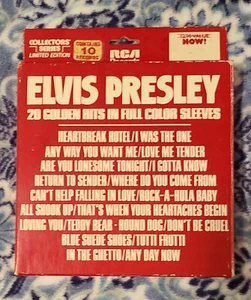 COLLECTORS'
SERIES
LIMITED EDITION
10
RECORDS
RCA
Records
NOW!
ELVIS PRESLEY
20 GOLDEN HITS IN FULL COLOR SLEEVES
HEARTBREAK HOTEL/I WAS THE ONE
ANY WAY YOU WANT ME/LOVE ME TENDER
ARE YOU LONESOME TONIGHT/I GOTTA KNOW
RETURN TO SENDER/WHERE DO YOU COME FROM
CAN'T HELP FALLING IN LOVE/ROCK-A-HULA BABY
ALL SHOOK UP/THAT'S WHEN YOUR HEARTACHES BEGIN
LOVING YOU/TEDDY BEAR · HOUND DOG/DON'T BE CRUEL
BLUE SUEDE SHOES/TUTTI FRUTTI
IN THE GHETTO/ANY DAY NOW